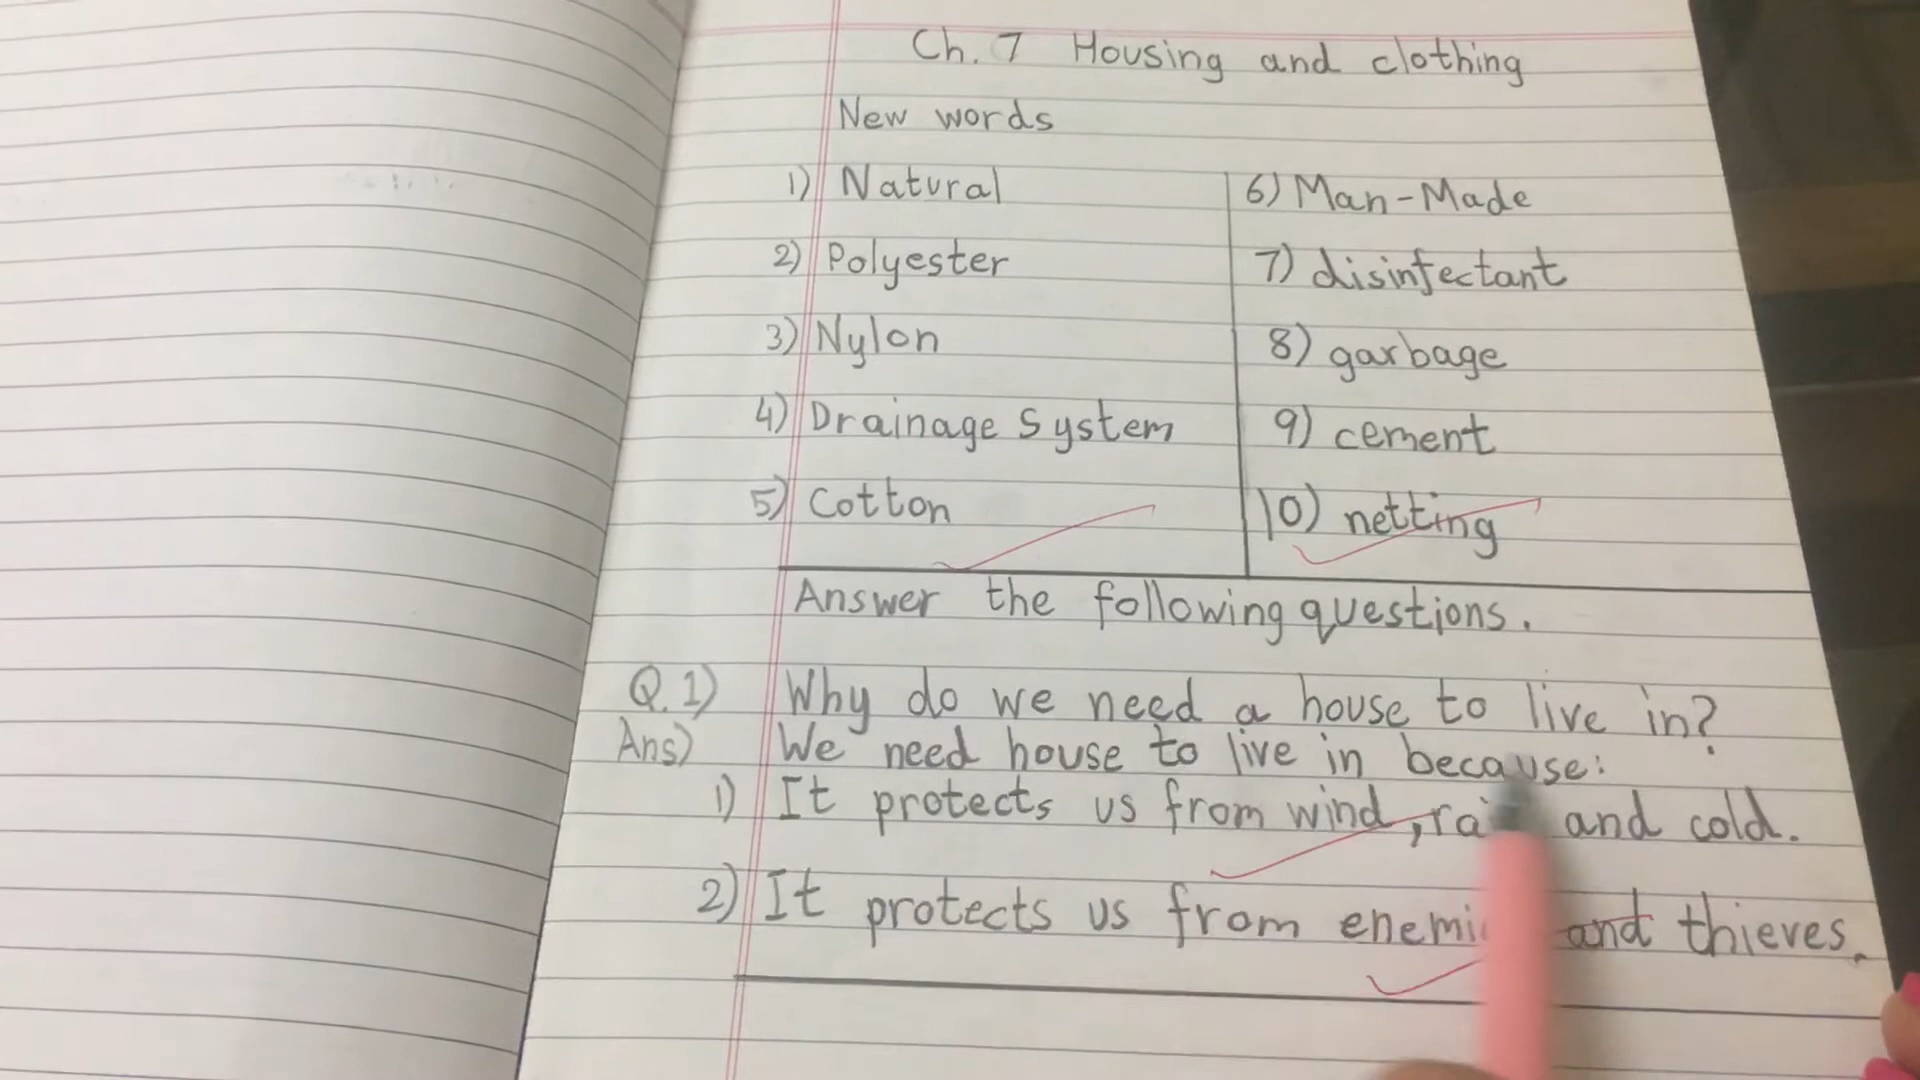 Ch. 7 Housing and clothing
New words
1) Natural
2) Polyester
3) Nylon
4) Drainage System
5) Cotton
6) Man-Made
7) disinfectant
8) garbage
9) cement
10) netting
Answer the following questions.
Q.1) Why do we need a house to live in?
Ans) We need house to live in because:
1) It protects us from wind, and cold.
2) It protects us from and thieves.